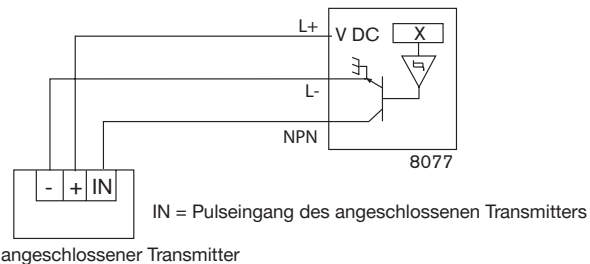 L+
V DC
X
L-
NPN
8077
- + IN
IN = Pulseingang des angeschlossenen Transmitters
angeschlossener Transmitter